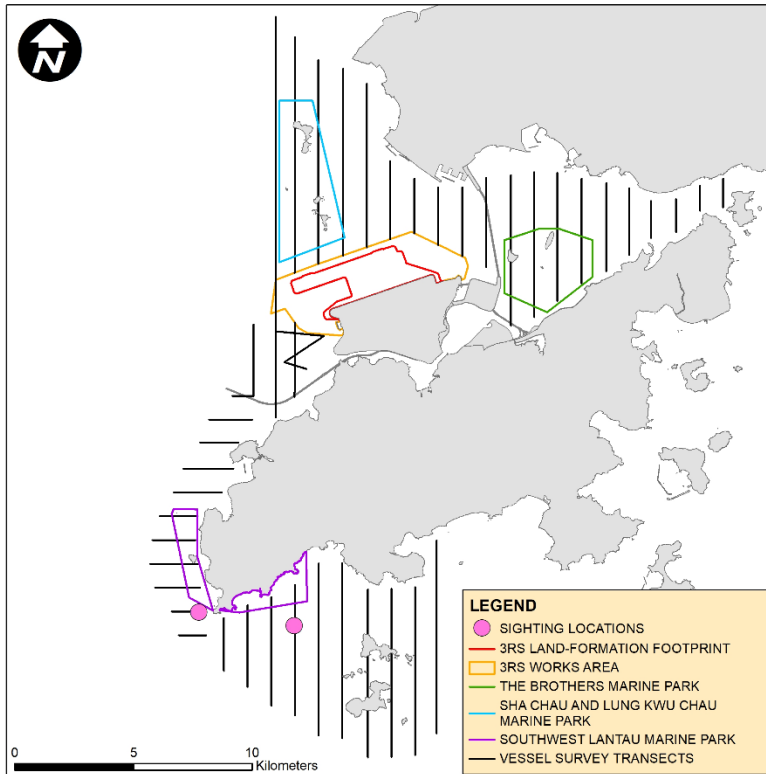 N
LEGEND
SIGHTING LOCATIONS
3RS LAND-FORMATION FOOTPRINT
3RS WORKS AREA
THE BROTHERS MARINE PARK
SHA CHAU AND LUNG KWU CHAU
MARINE PARK
SOUTHWEST LANTAU MARINE PARK
VESSEL SURVEY TRANSECTS
0 5 10
Kilometers